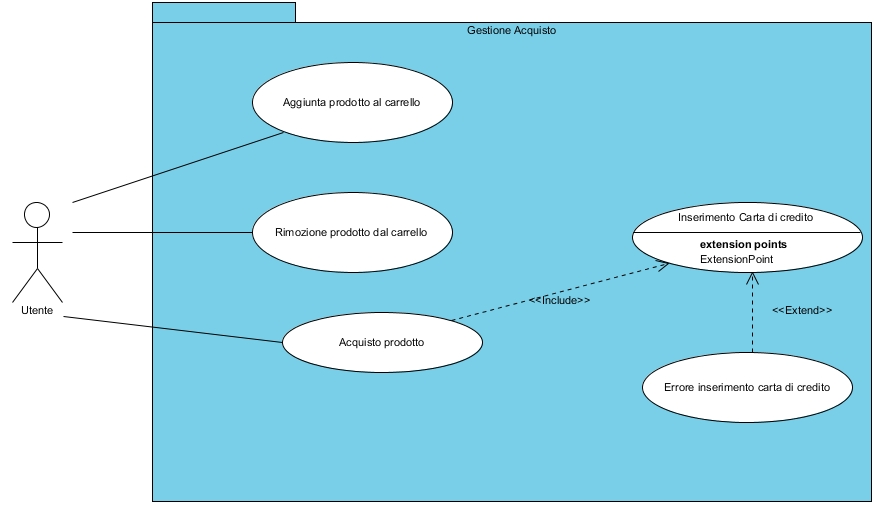 Gestione Acquisto
Aggiunta prodotto al carrello
Rimozione prodotto dal carrello
Inserimento Carta di credito
extension points
ExtensionPoint
<<Include>>
<<Extend>>
Utente
Acquisto prodotto
Errore inserimento carta di credito